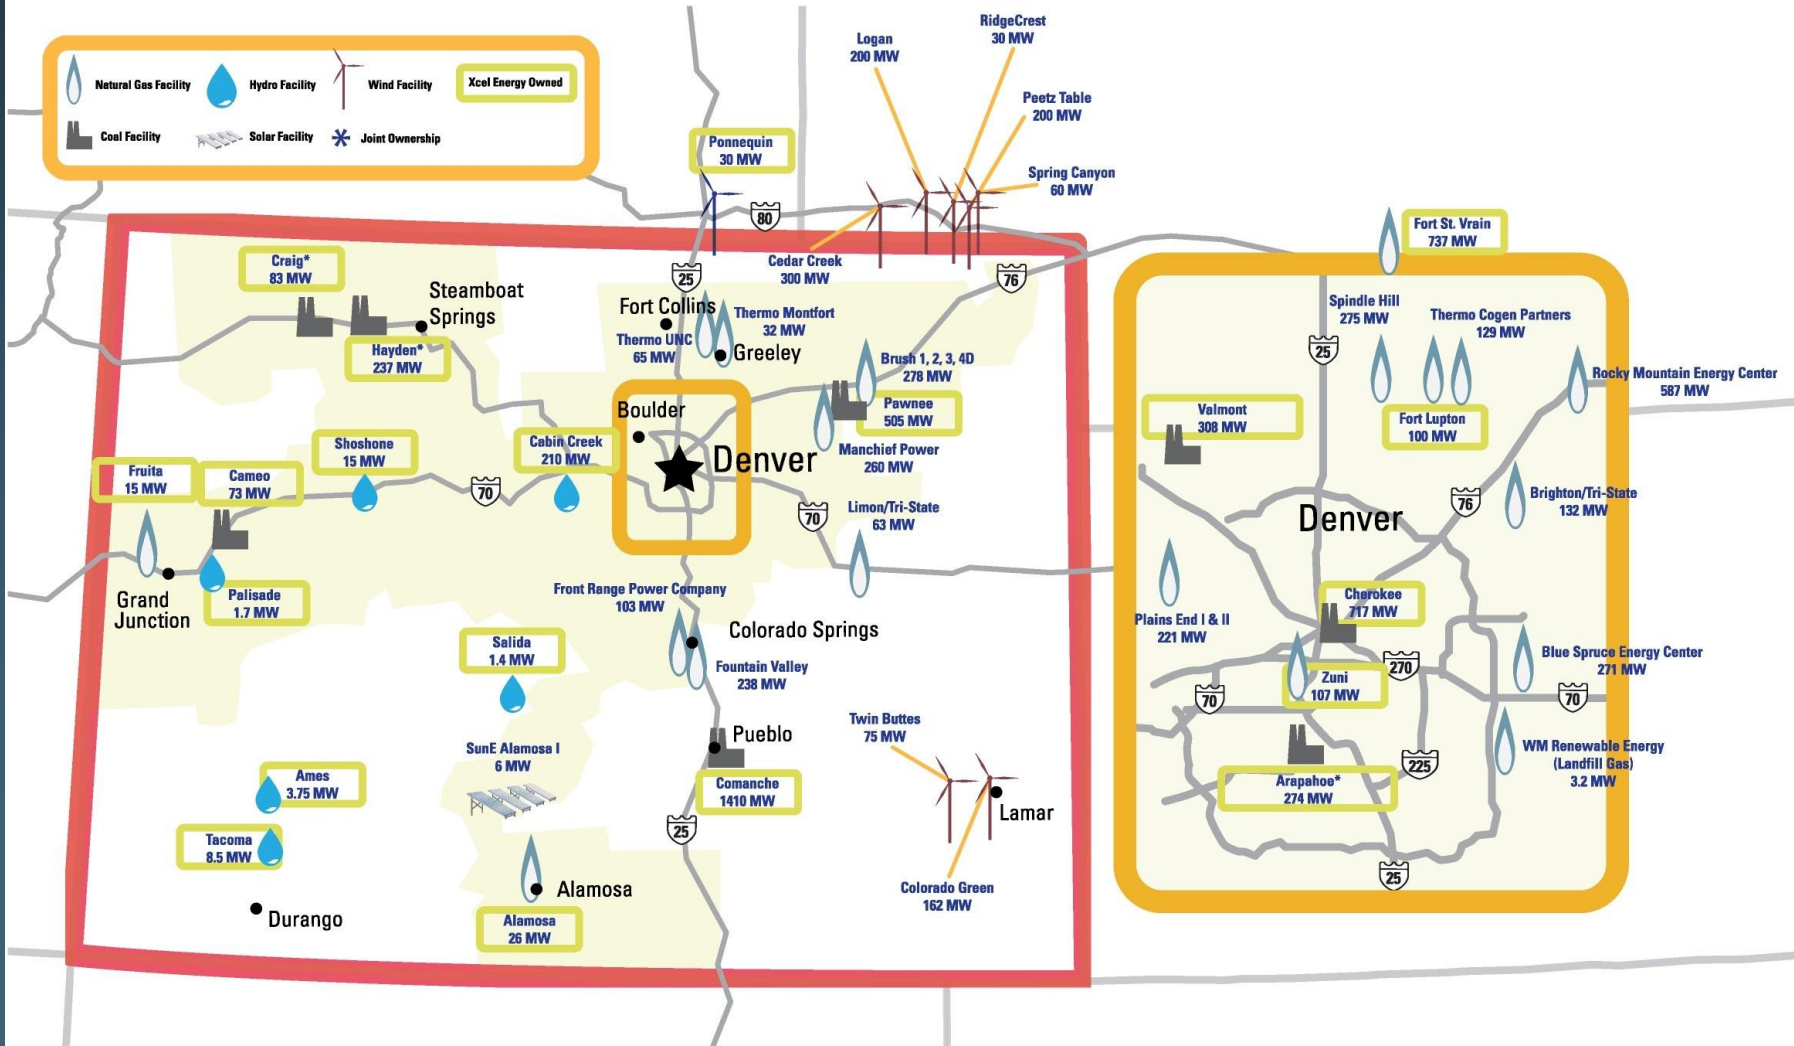 Natural Gas Facility
Hydro Facility
Wind Facility
Xcel Energy Owned
Coal Facility
Solar Facility
* Joint Ownership
Logan
200 MW
RidgeCrest
30 MW
Peetz Table
200 MW
Spring Canyon
60 MW
Ponnequin
30 MW
80
Cedar Creek
300 MW
25
76
Craig*
83 MW
Steamboat
Springs
Hayden*
237 MW
Fort Collins
Thermo Montfort
32 MW
Thermo UNC
65 MW
Greeley
Brush 1, 2, 3, 4D
278 MW
Pawnee
505 MW
Manchief Power
260 MW
Boulder
Denver
Cabin Creek
210 MW
Shoshone
15 MW
Fruita
15 MW
Cameo
73 MW
70
70
Limon/Tri-State
63 MW
Grand
Junction
Palisade
1.7 MW
Front Range Power Company
103 MW
Colorado Springs
Salida
1.4 MW
Fountain Valley
238 MW
Twin Buttes
75 MW
Pueblo
SunE Alamosa I
6 MW
Comanche
1410 MW
Ames
3.75 MW
Lamar
25
Tacoma
8.5 MW
Alamosa
Colorado Green
162 MW
Durango
Alamosa
26 MW
Fort St. Vrain
737 MW
Spindle Hill
275 MW
Thermo Cogen Partners
129 MW
25
Rocky Mountain Energy Center
587 MW
Valmont
308 MW
Fort Lupton
100 MW
76
Brighton/Tri-State
132 MW
Denver
Cherokee
717 MW
Plains End I & II
221 MW
270
Blue Spruce Energy Center
271 MW
Zuni
107 MW
70
70
WM Renewable Energy
(Landfill Gas)
3.2 MW
225
Arapahoe*
274 MW
25